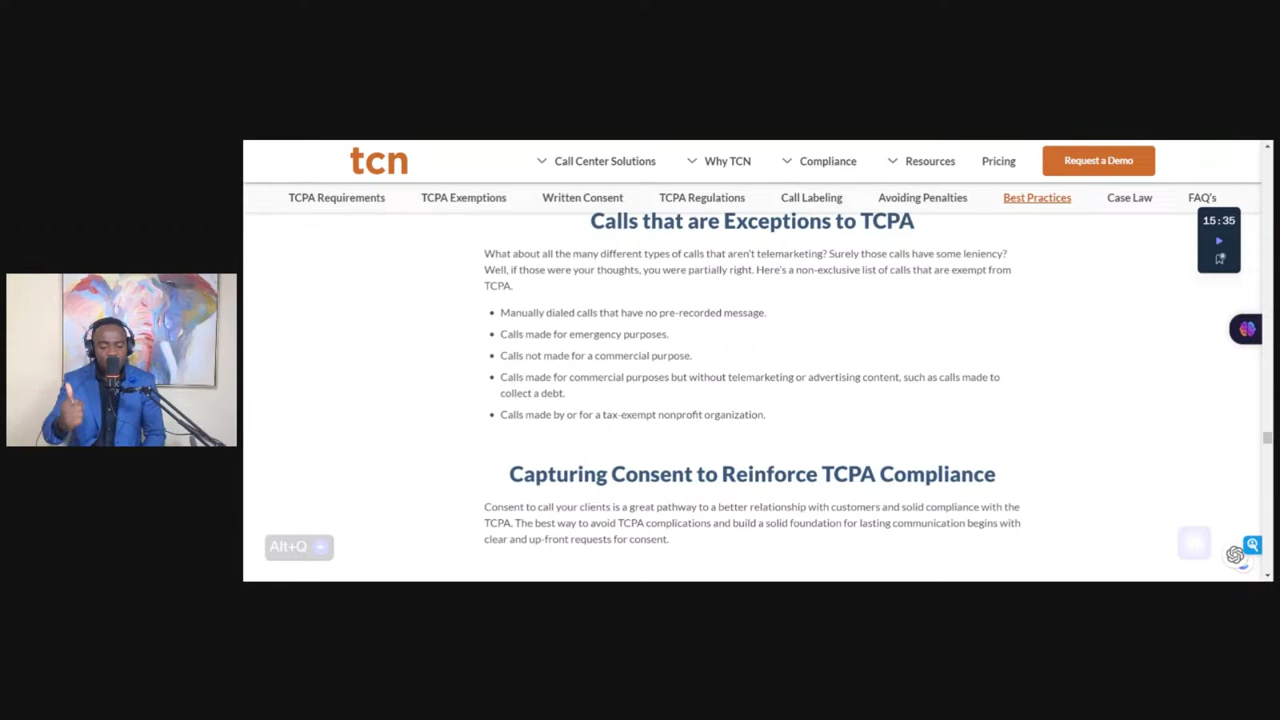 tcn
Call Center Solutions
Why TCN
Compliance
Resources
Pricing
Request a Demo
TCPA Requirements
TCPA Exemptions
Written Consent
TCPA Regulations
Call Labeling
Avoiding Penalties
Best Practices
Case Law
FAQ's
Calls that are Exceptions to TCPA
15:35
What about all the many different types of calls that aren't telemarketing? Surely those calls have some leniency?
Well, if those were your thoughts, you were partially right. Here's a non-exclusive list of calls that are exempt from
TCPA.
• Manually dialed calls that have no pre-recorded message.
• Calls made for emergency purposes.
• Calls not made for a commercial purpose.
• Calls made for commercial purposes but without telemarketing or advertising content, such as calls made to
collect a debt.
• Calls made by or for a tax-exempt nonprofit organization.
Capturing Consent to Reinforce TCPA Compliance
Consent to call your clients is a great pathway to a better relationship with customers and solid compliance with the
TCPA. The best way to avoid TCPA complications and build a solid foundation for lasting communication begins with
clear and up-front requests for consent.
Alt+Q